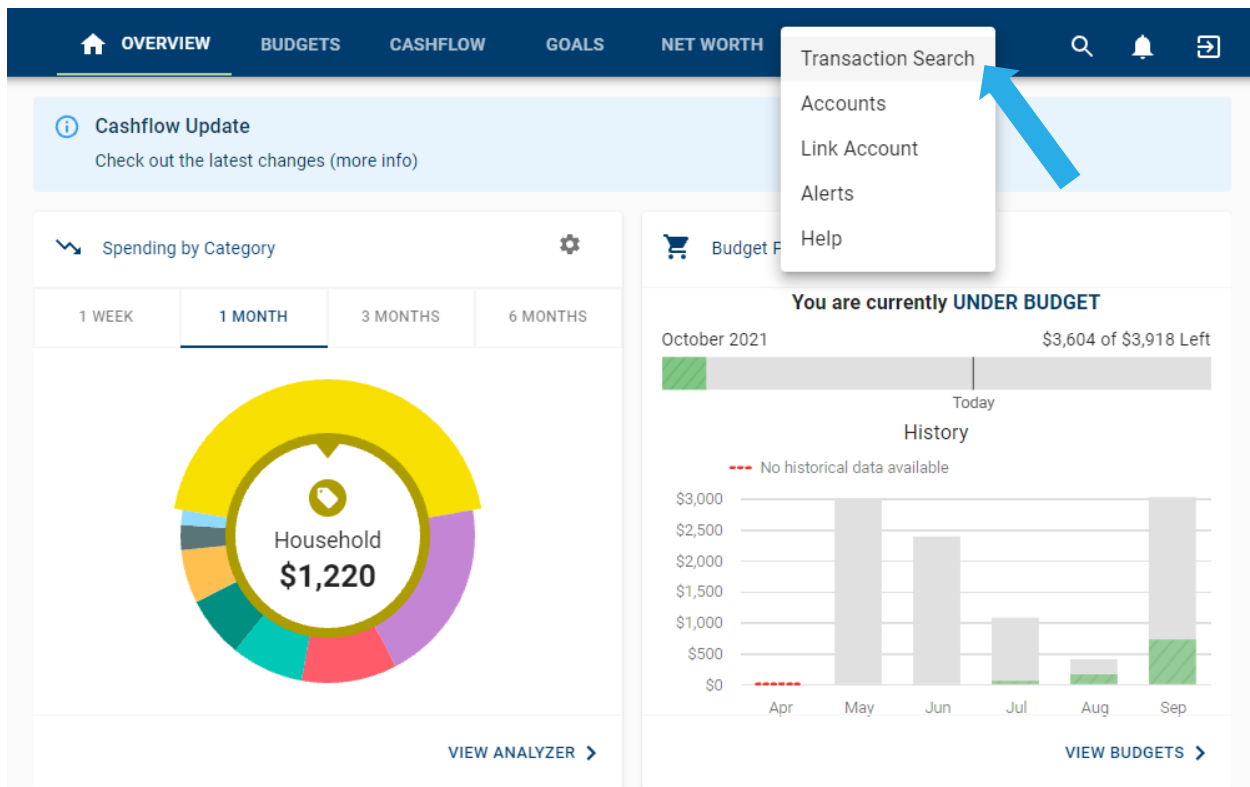 OVERVIEW BUDGETS CASHFLOW GOALS NET WORTH
Transaction Search
Accounts
Link Account
Alerts
Help
Cashflow Update
Check out the latest changes (more info)
Spending by Category
1 WEEK 1 MONTH 3 MONTHS 6 MONTHS
Household
$1,220
VIEW ANALYZER
Budget
You are currently UNDER BUDGET
October 2021 $3,604 of $3,918 Left
Today
History
No historical data available
$3,000
$2,500
$2,000
$1,500
$1,000
$500
$0
Apr May Jun Jul Aug Sep
VIEW BUDGETS